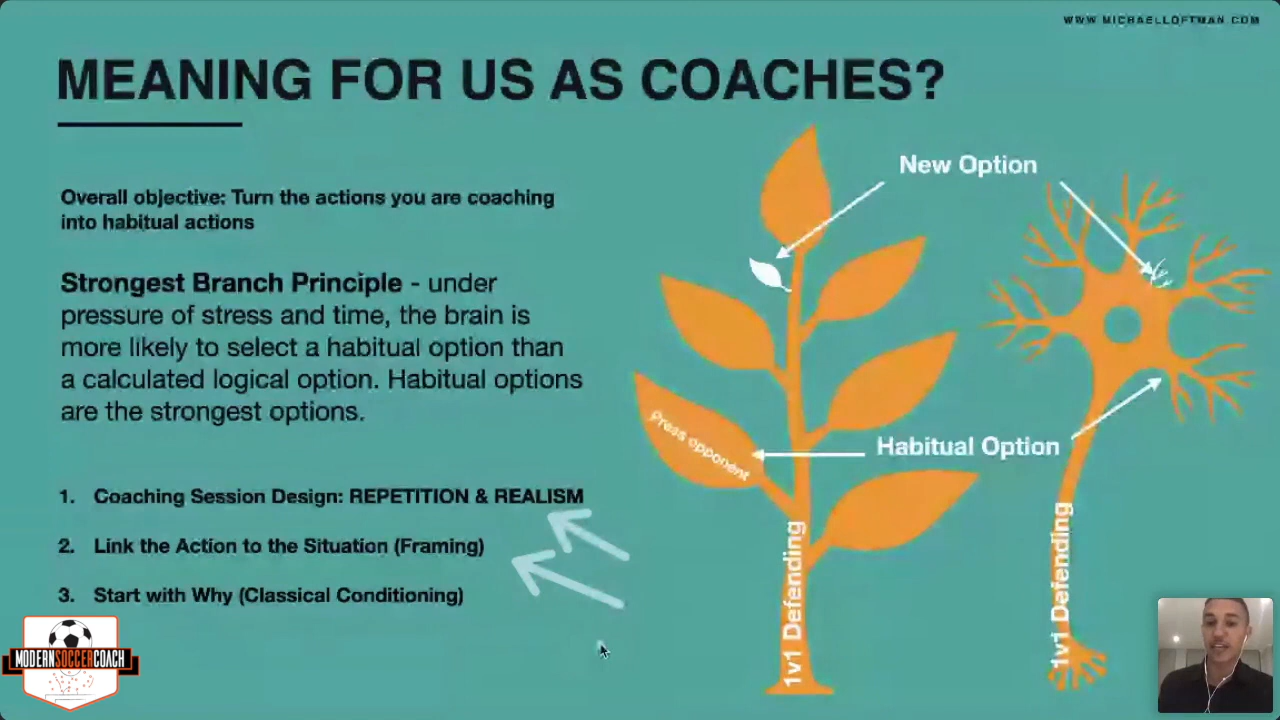 WWW.MICHAELLOFTMAN.COM
MEANING FOR US AS COACHES?
Overall objective: Turn the actions you are coaching
into habitual actions
Strongest Branch Principle - under
pressure of stress and time, the brain is
more likely to select a habitual option than
a calculated logical option. Habitual options
are the strongest options.
1. Coaching Session Design: REPETITION & REALISM
2. Link the Action to the Situation (Framing)
3. Start with Why (Classical Conditioning)
New Option
Habitual Option
Press opponent
1v1 Defending
1v1 Defending
MODERNSOCCERCOACH